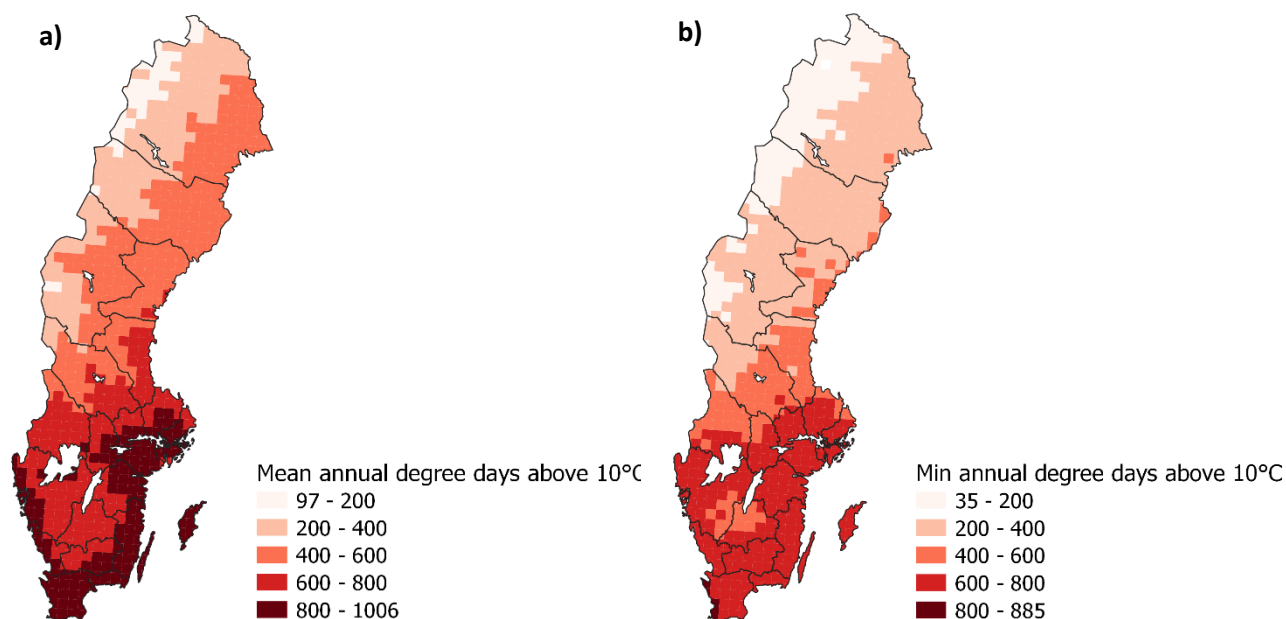 a)
Mean annual degree days above 10°C
97 - 200
200 - 400
400 - 600
600 - 800
800 - 1006
b)
Min annual degree days above 10°C
35 - 200
200 - 400
400 - 600
600 - 800
800 - 885